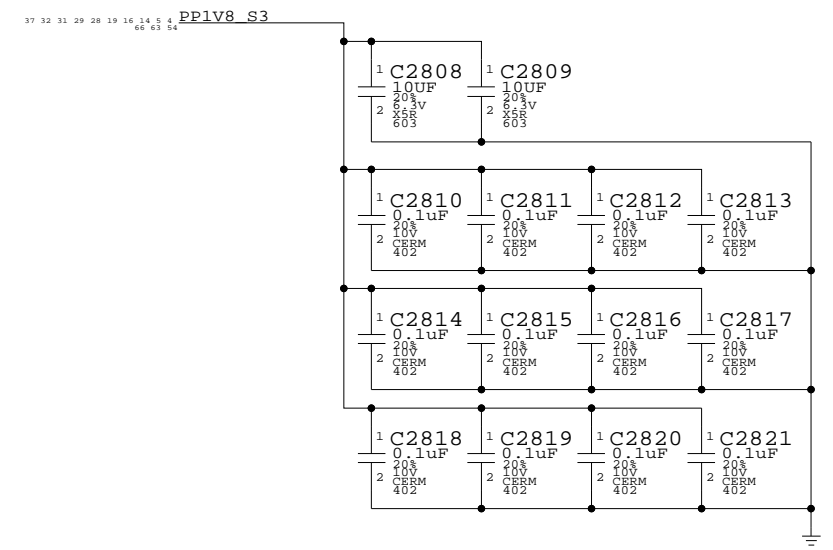 37 32 31 29 28 19 16 14 5 4 PP1V8_S3
66 63 54
1 C2808 1 C2809
10UF 10UF
20% 20%
6.3V 6.3V
2 X5R 2 X5R
603 603
1 C2810 1 C2811 1 C2812 1 C2813
0.1uF 0.1uF 0.1uF 0.1uF
20% 20% 20% 20%
10V 10V 10V 10V
2 CERM 2 CERM 2 CERM 2 CERM
402 402 402 402
1 C2814 1 C2815 1 C2816 1 C2817
0.1uF 0.1uF 0.1uF 0.1uF
20% 20% 20% 20%
10V 10V 10V 10V
2 CERM 2 CERM 2 CERM 2 CERM
402 402 402 402
1 C2818 1 C2819 1 C2820 1 C2821
0.1uF 0.1uF 0.1uF 0.1uF
20% 20% 20% 20%
10V 10V 10V 10V
2 CERM 2 CERM 2 CERM 2 CERM
402 402 402 402